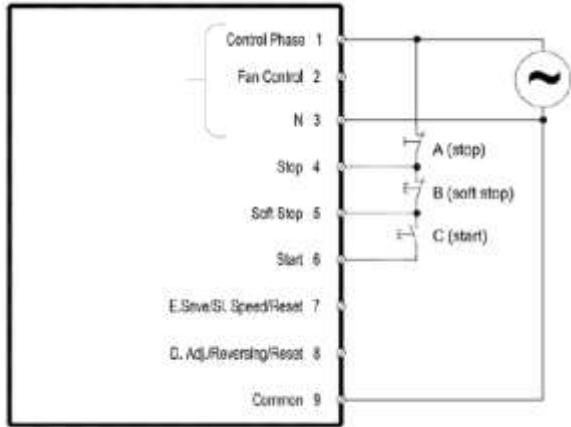 Control Phase 1
Fan Control 2
N 3
Stop 4
A (stop)
B (soft stop)
Soft Stop 5
C (start)
Start 6
E.Save/Sl. Speed/Reset 7
D. Adj./Reversing/Reset 8
Common 9